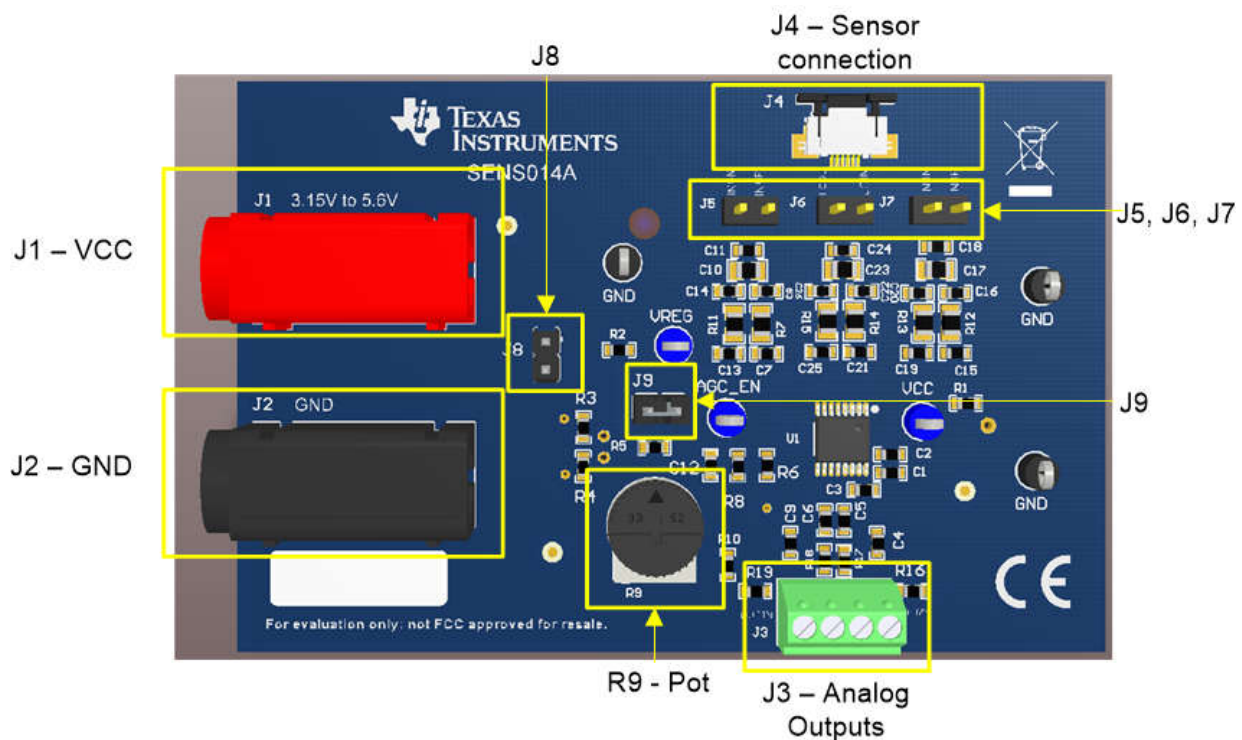 J4 – Sensor
connection
J8
J4
TEXAS
INSTRUMENTS
SENS014A
J1 3.15V to 5.6V
J5
J6
J7
J5, J6, J7
J1 – VCC
C11
C24
C18
C10
C23
C17
GND
C14
C16
GND
VREG
R11
R7
R14
R13
R12
R2
J8
C13
C7
C25
C21
C19
C15
J9
AGC_EN
VCC
R1
J9
J2 GND
R3
J2 – GND
R5
U1
C2
C1
R4
C12
R8
R6
C3
GND
C9
C6
C5
C4
R10
R18
R17
R9
R19
R16
J3
CE
For evaluation only; not FCC approved for resale.
R9 - Pot
J3 – Analog
Outputs